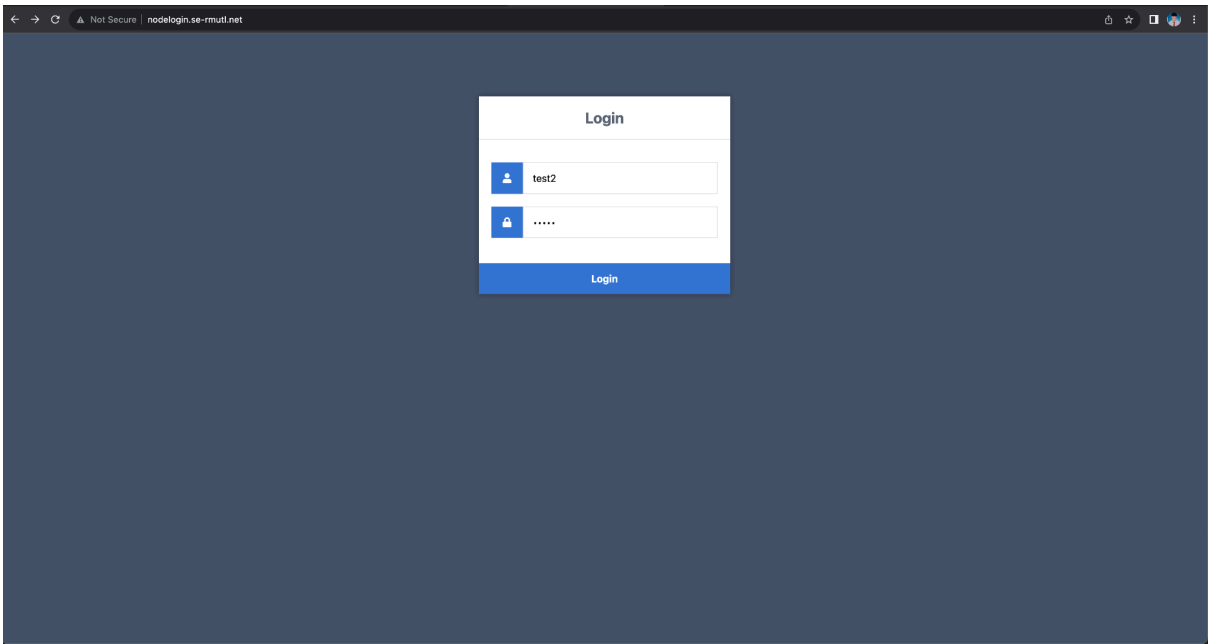 Not Secure | nodelogin.se-rmutl.net
Login
test2
•••••
Login